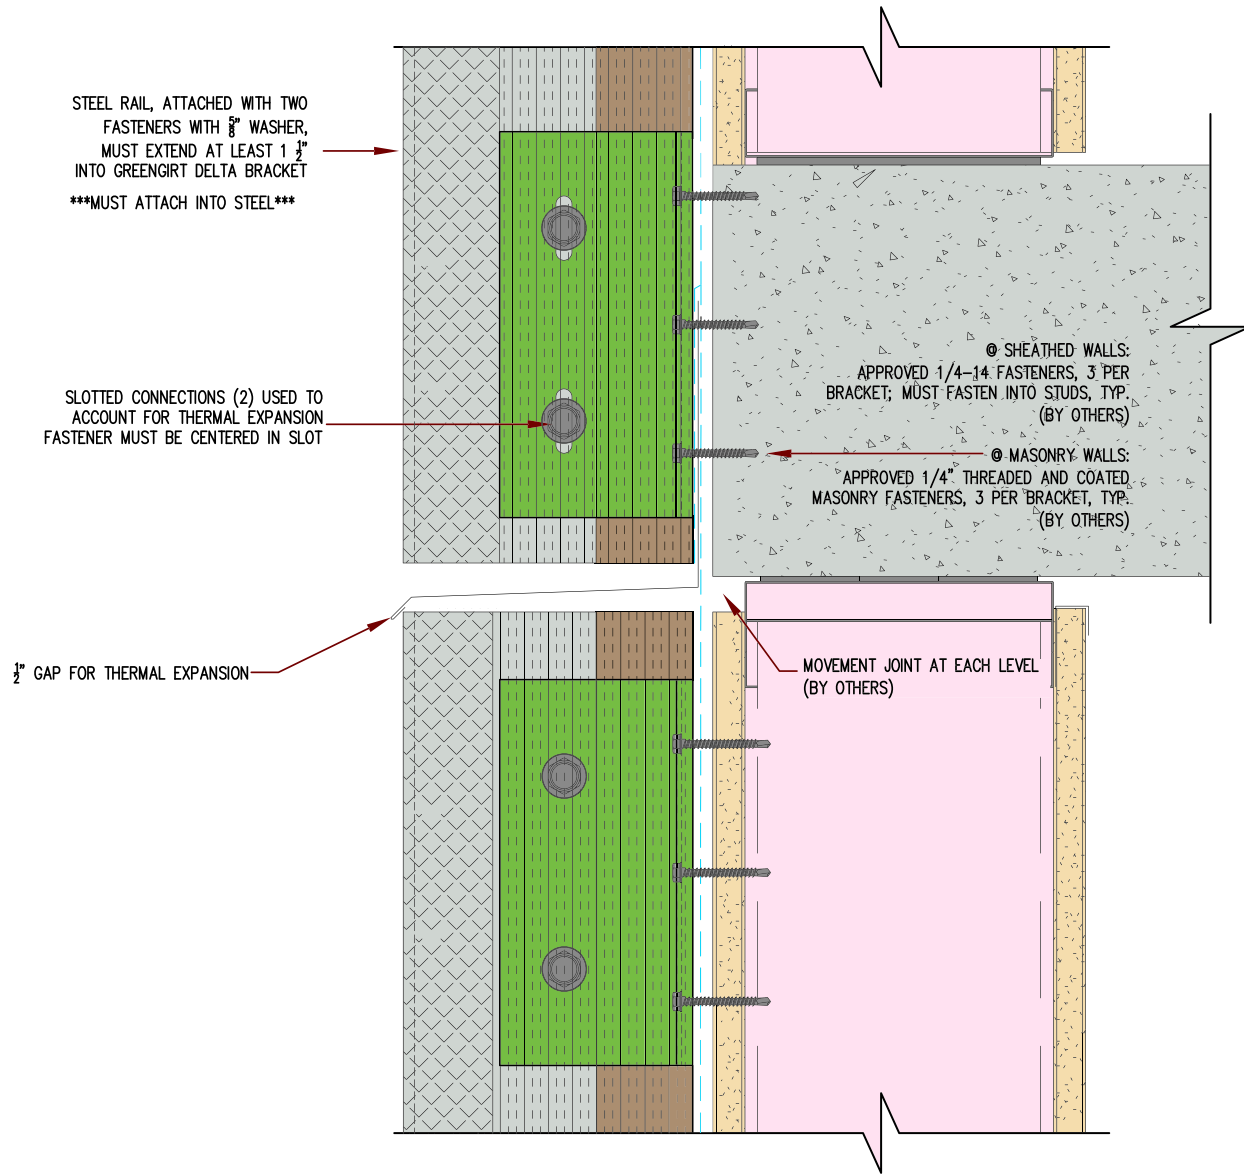 STEEL RAIL, ATTACHED WITH TWO
FASTENERS WITH 5/8" WASHER,
MUST EXTEND AT LEAST 1 1/2"
INTO GREENGIRT DELTA BRACKET
***MUST ATTACH INTO STEEL***
SLOTTED CONNECTIONS (2) USED TO
ACCOUNT FOR THERMAL EXPANSION
FASTENER MUST BE CENTERED IN SLOT
@ SHEATHED WALLS:
APPROVED 1/4-14 FASTENERS, 3 PER
BRACKET; MUST FASTEN INTO STUDS, TYP.
(BY OTHERS)
@ MASONRY WALLS:
APPROVED 1/4" THREADED AND COATED
MASONRY FASTENERS, 3 PER BRACKET, TYP.
(BY OTHERS)
1/2" GAP FOR THERMAL EXPANSION
MOVEMENT JOINT AT EACH LEVEL
(BY OTHERS)